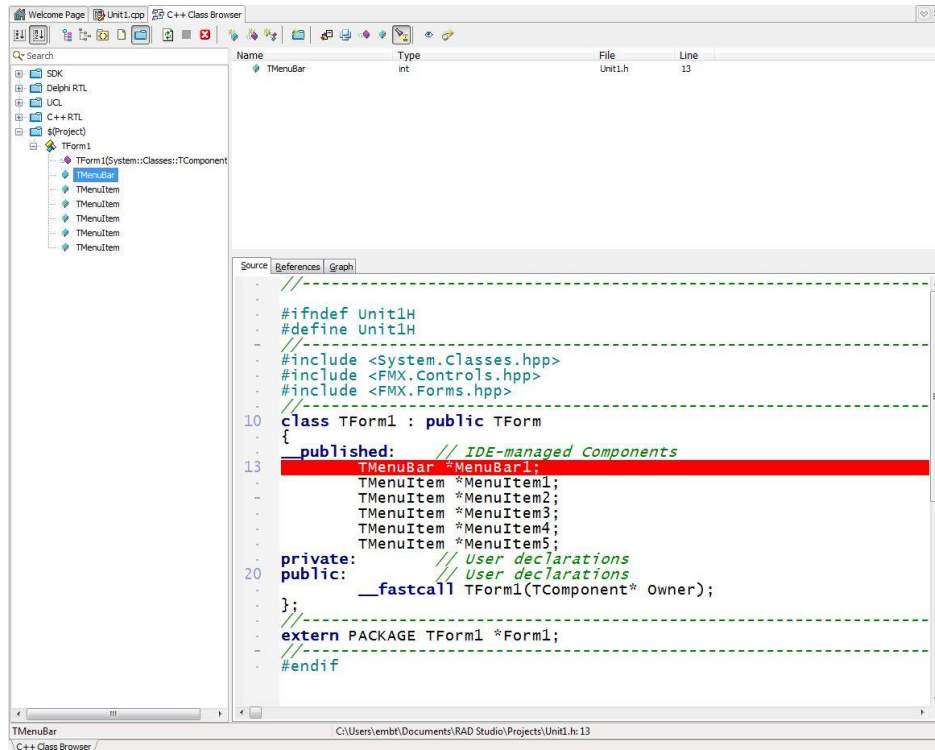 Welcome Page Unit1.cpp C++ Class Browser
Search
SDK
Delphi RTL
UCL
C++ RTL
$(Project)
TForm1
TForm1(System::Classes::TComponent
TMenuBar
TMenuItem
TMenuItem
TMenuItem
TMenuItem
TMenuItem
Name Type File Line
TMenuBar int Unit1.h 13
Source References Graph
//----------------------------------------------------------------------
#ifndef Unit1H
#define Unit1H
//----------------------------------------------------------------------
#include <System.Classes.hpp>
#include <FMX.Controls.hpp>
#include <FMX.Forms.hpp>
//----------------------------------------------------------------------
10 class TForm1 : public TForm
{
__published: // IDE-managed Components
13 TMenuBar *MenuBar1;
TMenuItem *MenuItem1;
TMenuItem *MenuItem2;
TMenuItem *MenuItem3;
TMenuItem *MenuItem4;
TMenuItem *MenuItem5;
private: // User declarations
20 public: // User declarations
__fastcall TForm1(TComponent* Owner);
};
//----------------------------------------------------------------------
extern PACKAGE TForm1 *Form1;
//----------------------------------------------------------------------
#endif
TMenuBar C:\Users\embt\Documents\RAD Studio\Projects\Unit1.h:13
C++ Class Browser